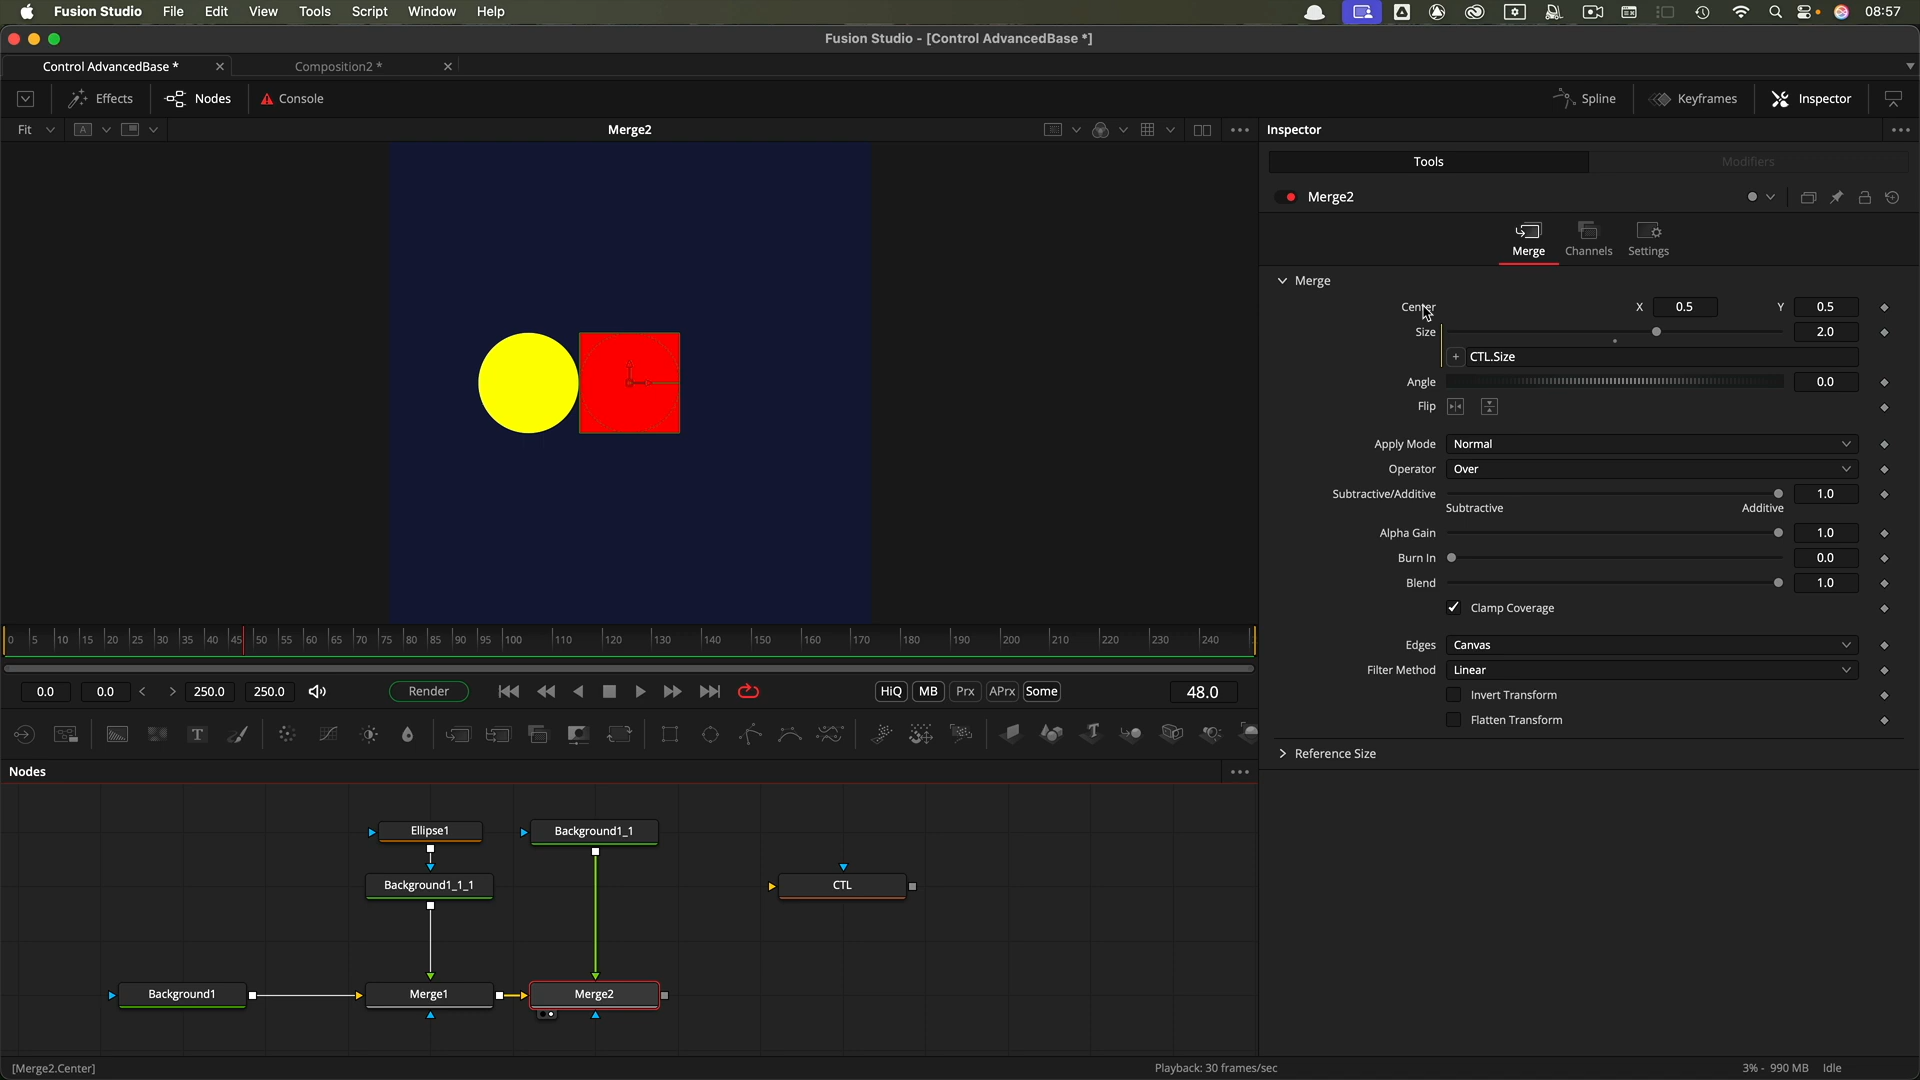 Fusion Studio File Edit View Tools Script Window Help 08:57
Fusion Studio - [Control AdvancedBase *]
Control AdvancedBase * Composition2 *
Effects Nodes Console Spline Keyframes Inspector
Fit A Merge2 Inspector
Tools Modifiers
Merge2
Merge Channels Settings
Merge
Center X 0.5 Y 0.5
Size 2.0
+ CTL.Size
Angle 0.0
Flip
Apply Mode Normal
Operator Over
Subtractive/Additive 1.0
Subtractive Additive
Alpha Gain 1.0
Burn In 0.0
Blend 1.0
Clamp Coverage
Edges Canvas
Filter Method Linear
Invert Transform
Flatten Transform
Reference Size
0 5 10 15 20 25 30 35 40 45 50 55 60 65 70 75 80 85 90 95 100 110 120 130 140 150 160 170 180 190 200 210 220 230 240
0.0 0.0 < > 250.0 250.0 Render HiQ MB Prx APrx Some 48.0
T T
Nodes
Ellipse1 Background1_1
Background1_1_1 CTL
Background1 Merge1 Merge2
[Merge2.Center] Playback: 30 frames/sec 3% - 990 MB Idle